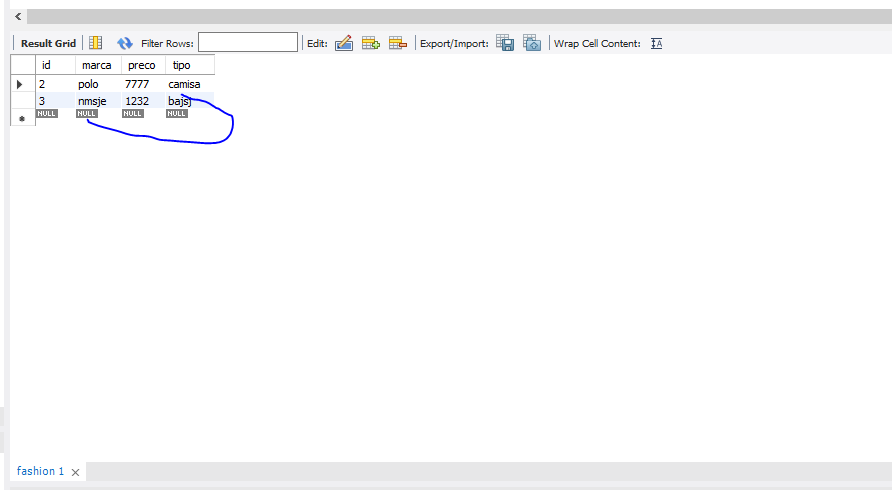 Result Grid Filter Rows: Edit: Export/Import: Wrap Cell Content:
id marca preco tipo
2 polo 7777 camisa
3 nmsje 1232 bajsj
NULL NULL NULL NULL
fashion 1